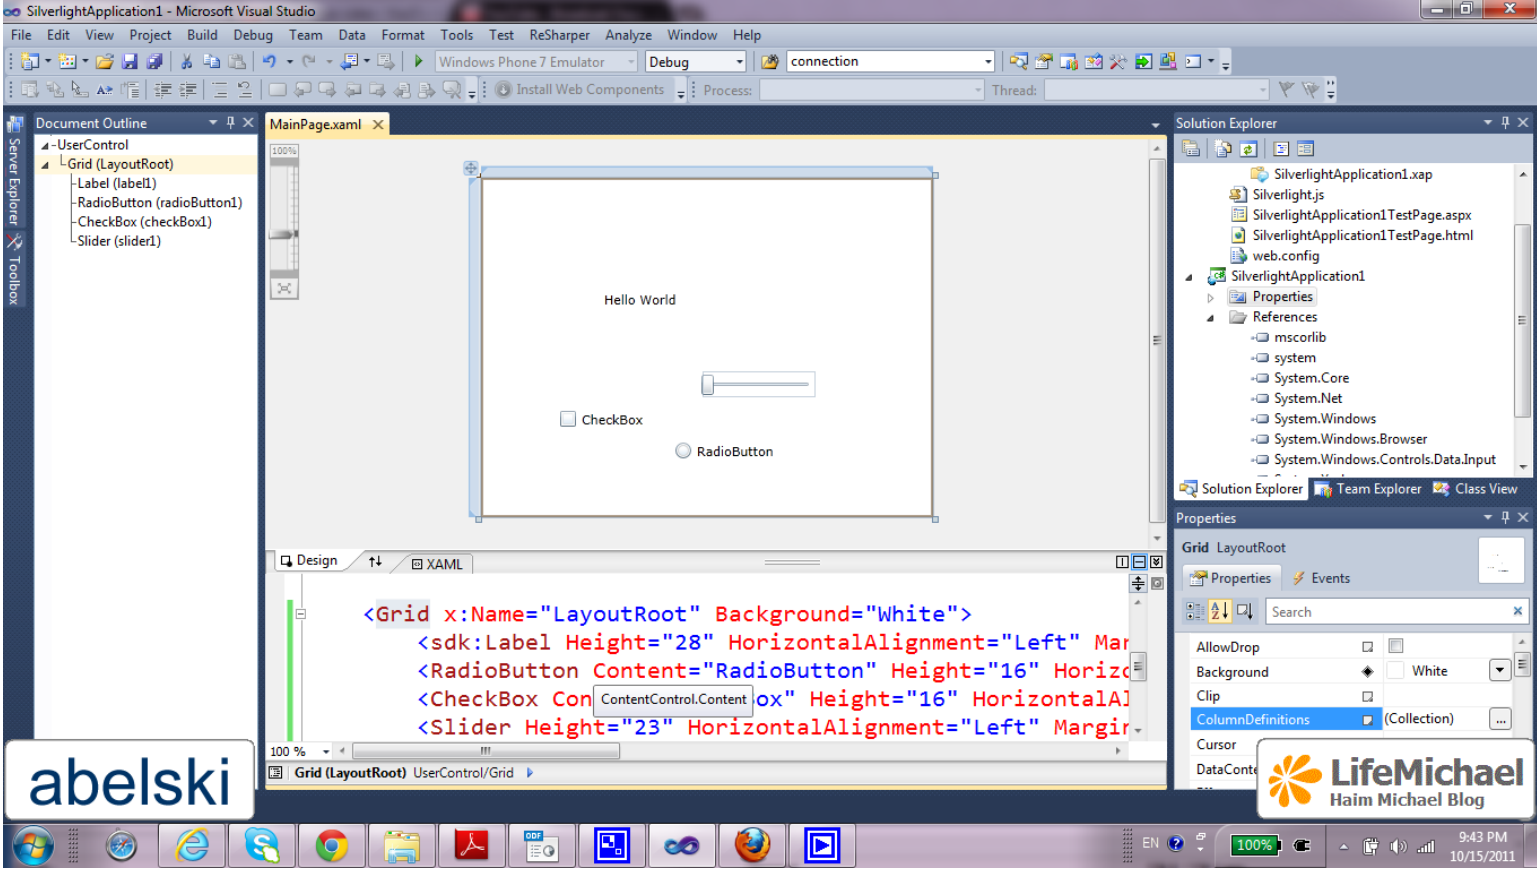 SilverlightApplication1 - Microsoft Visual Studio
File Edit View Project Build Debug Team Data Format Tools Test ReSharper Analyze Window Help
Windows Phone 7 Emulator Debug connection
Install Web Components Process: Thread:
Server Explorer
Toolbox
Document Outline
UserControl
Grid (LayoutRoot)
Label (label1)
RadioButton (radioButton1)
CheckBox (checkBox1)
Slider (slider1)
MainPage.xaml
100%
Hello World
CheckBox
RadioButton
Design XAML
<Grid x:Name="LayoutRoot" Background="White">
<sdk:Label Height="28" HorizontalAlignment="Left" Mar
<RadioButton Content="RadioButton" Height="16" Horizo
<CheckBox Con ox" Height="16" HorizontalAl
ContentControl.Content
<Slider Height="23" HorizontalAlignment="Left" Margin
100 %
Grid (LayoutRoot) UserControl/Grid
Solution Explorer
SilverlightApplication1.xap
Silverlight.js
SilverlightApplication1TestPage.aspx
SilverlightApplication1TestPage.html
web.config
SilverlightApplication1
Properties
References
mscorlib
system
System.Core
System.Net
System.Windows
System.Windows.Browser
System.Windows.Controls.Data.Input
Solution Explorer Team Explorer Class View
Properties
Grid LayoutRoot
Properties Events
Search
AllowDrop
Background White
Clip
ColumnDefinitions (Collection)
Cursor
DataConte
abelski
LifeMichael
Haim Michael Blog
ODF
EN 100% 9:43 PM
10/15/2011